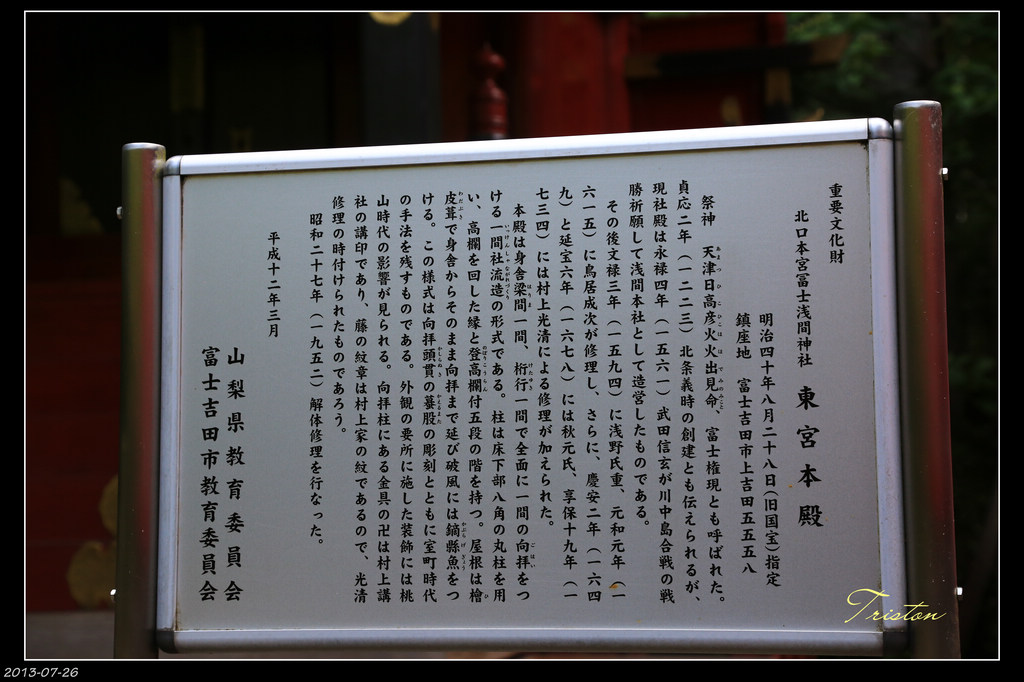 重要文化財
北口本宮冨士浅間神社　東宮本殿
明治四十年八月二十八日(旧国宝)指定
鎮座地　富士吉田市上吉田五五五八
祭神　天津日高彦火火出見命、富士権現とも呼ばれた。
貞応二年（一二二三）北条義時の創建とも伝えられるが、
現社殿は永禄四年（一五六一）武田信玄が川中島合戦の戦
勝祈願して浅間本社として造営したものである。
その後文禄三年（一五九四）に浅野氏重、元和元年（一
六一五）に鳥居成次が修理し、さらに、慶安二年（一六四
九）と延宝六年（一六七八）には秋元氏、享保十九年（一
七三四）には村上光清による修理が加えられた。
本殿は身舎梁間一間、桁行一間で全面に一間の向拝をつ
ける一間社流造の形式である。柱は床下部八角の丸柱を用
い、高欄を回した縁と登高欄付五段の階を持つ。屋根は檜
皮葺で身舎からそのまま向拝まで延び破風には鏑縣魚をつ
ける。この様式は向拝頭貫の蟇股の彫刻とともに室町時代
の手法を残すものである。外観の要所に施した装飾には桃
山時代の影響が見られる。向拝柱にある金具の卍は村上講
社の講印であり、藤の紋章は村上家の紋であるので、光清
修理の時付けられたものであろう。
昭和二十七年（一九五二）解体修理を行なった。
平成十二年三月
山梨県教育委員会
富士吉田市教育委員会
Triston
2013-07-26